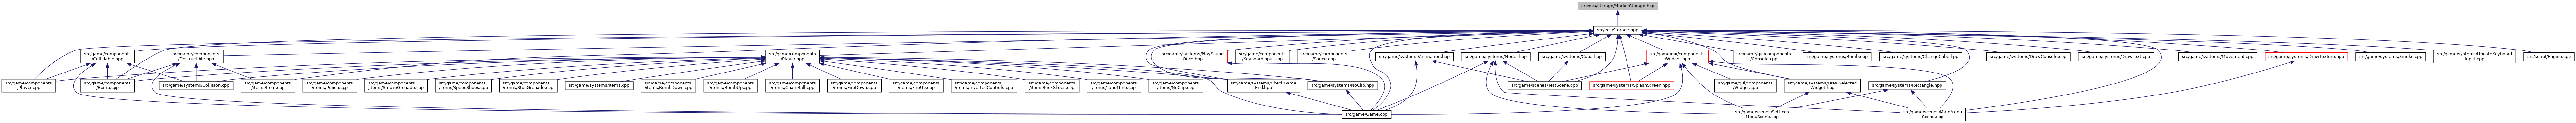 src/ecs/storage/MarkerStorage.hpp
src/ecs/Storage.hpp
src/game/components
/Collidable.hpp
src/game/components
/Destructible.hpp
src/game/components
/Player.hpp
src/game/systems/PlaySound
Once.hpp
src/game/components
/KeyboardInput.cpp
src/game/components
/Sound.cpp
src/game/systems/Animation.hpp
src/game/systems/Model.hpp
src/game/systems/Cube.hpp
src/game/gui/components
/Widget.hpp
src/game/gui/components
/Console.cpp
src/game/systems/Bomb.cpp
src/game/systems/ChangeCube.hpp
src/game/systems/DrawConsole.cpp
src/game/systems/DrawText.cpp
src/game/systems/Movement.cpp
src/game/systems/DrawTexture.hpp
src/game/systems/Smoke.cpp
src/game/systems/UpdateKeyboard
Input.cpp
src/script/Engine.cpp
src/game/components
/Player.cpp
src/game/components
/Bomb.cpp
src/game/systems/Collision.cpp
src/game/components
/items/Item.cpp
src/game/components
/items/Punch.cpp
src/game/components
/items/SmokeGrenade.cpp
src/game/components
/items/SpeedShoes.cpp
src/game/components
/items/StunGrenade.cpp
src/game/systems/Items.cpp
src/game/components
/items/BombDown.cpp
src/game/components
/items/BombUp.cpp
src/game/components
/items/ChainBall.cpp
src/game/components
/items/FireDown.cpp
src/game/components
/items/FireUp.cpp
src/game/components
/items/InvertedControls.cpp
src/game/components
/items/KickShoes.cpp
src/game/components
/items/LandMine.cpp
src/game/components
/items/NoClip.cpp
src/game/systems/CheckGame
End.hpp
src/game/systems/NoClip.hpp
src/game/scenes/TestScene.cpp
src/game/systems/SplashScreen.hpp
src/game/gui/components
/Widget.cpp
src/game/systems/DrawSelected
Widget.hpp
src/game/systems/Rectangle.hpp
src/game/Game.cpp
src/game/scenes/Settings
MenuScene.cpp
src/game/scenes/MainMenu
Scene.cpp